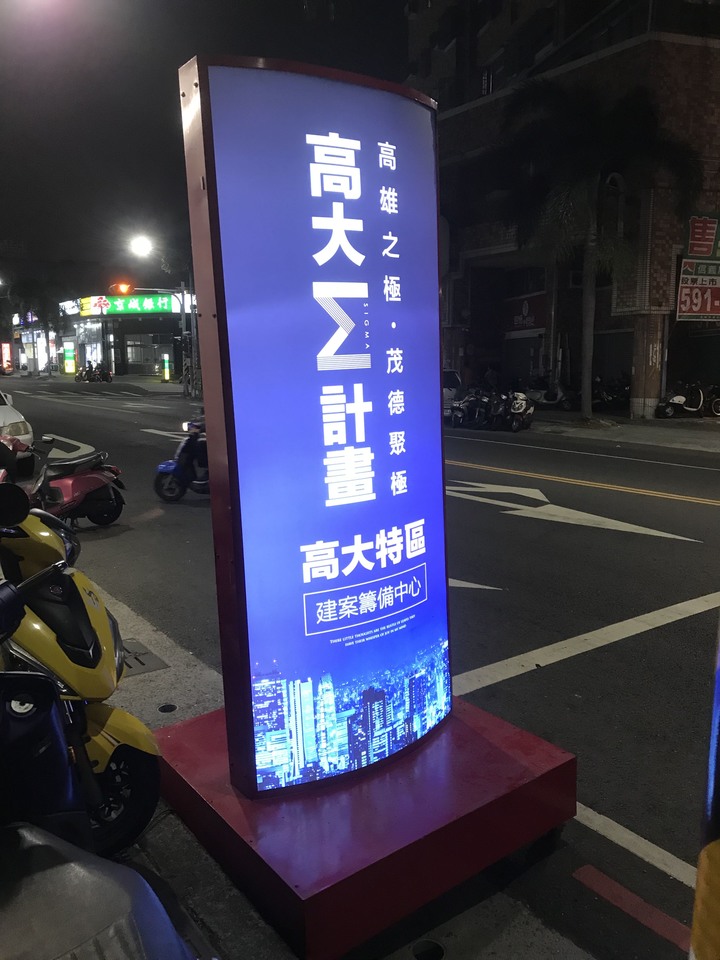 高雄之極・茂德聚極
高大Σ計畫
SIGMA
高大特區
建案籌備中心
京城銀行
售
591